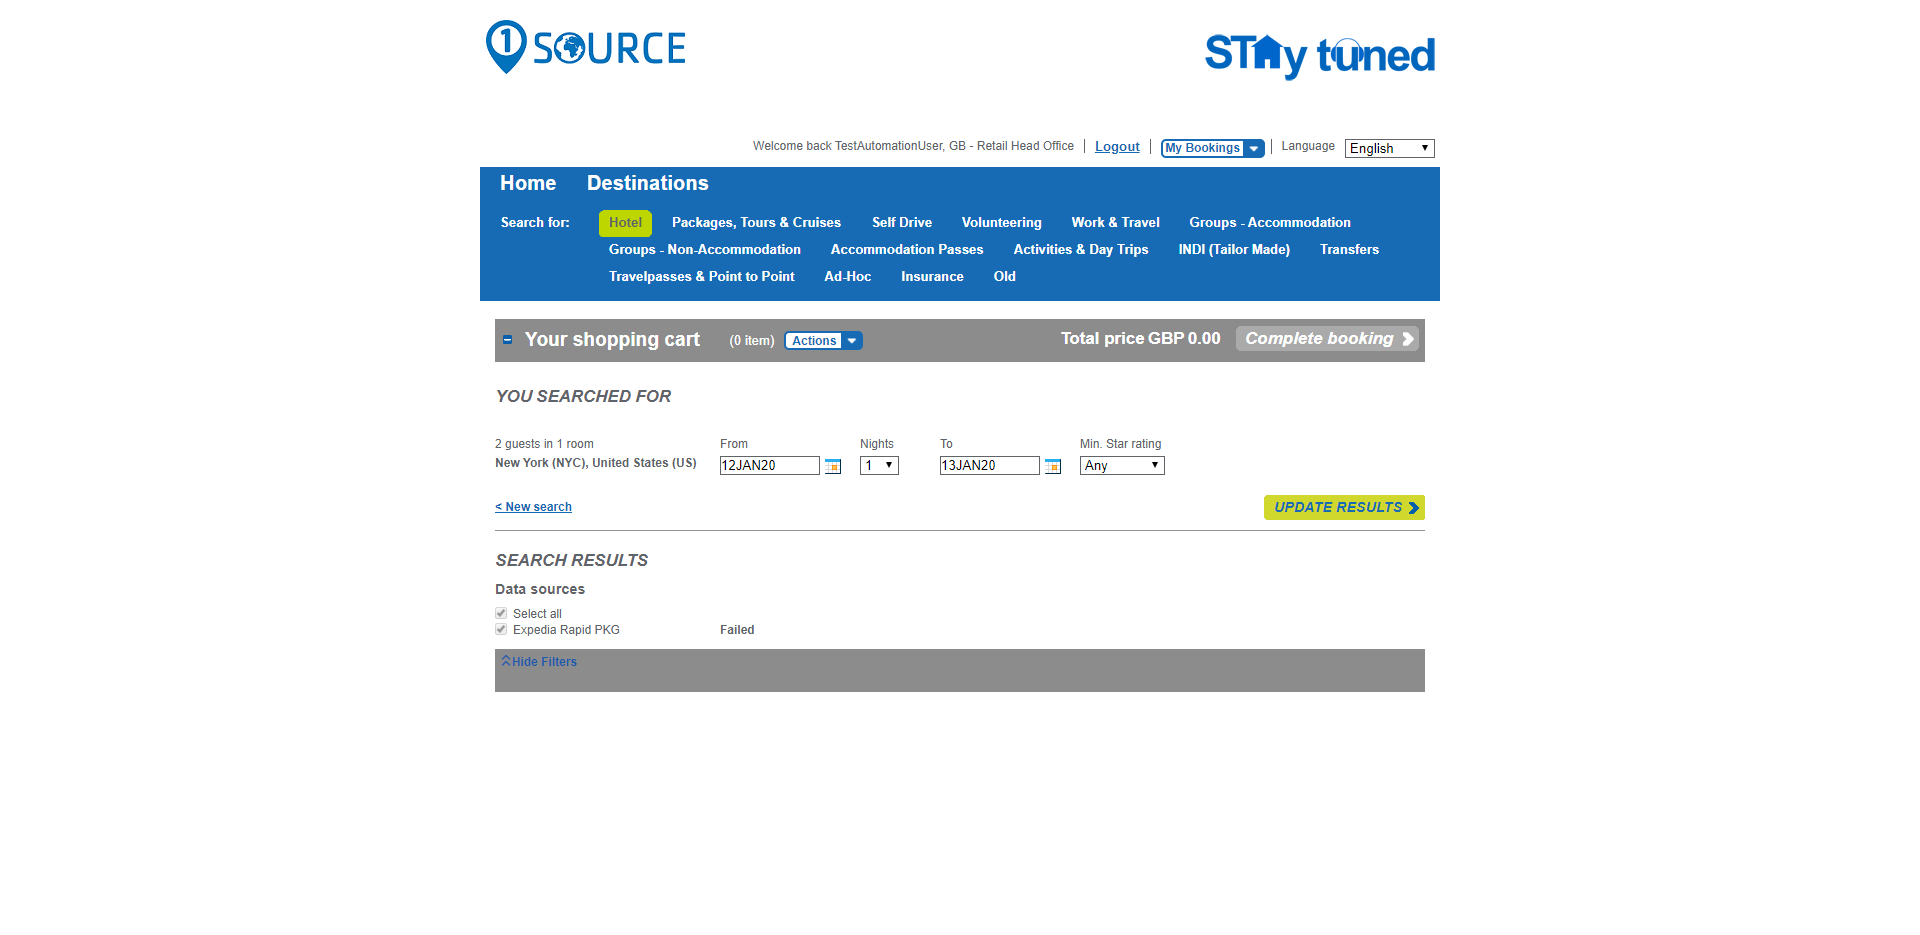 1 SOURCE
STAy tuned
Welcome back TestAutomationUser, GB - Retail Head Office
Logout
My Bookings
Language
English
Home
Destinations
Search for:
Hotel
Packages, Tours & Cruises
Self Drive
Volunteering
Work & Travel
Groups - Accommodation
Groups - Non-Accommodation
Accommodation Passes
Activities & Day Trips
INDI (Tailor Made)
Transfers
Travelpasses & Point to Point
Ad-Hoc
Insurance
Old
Your shopping cart
(0 item)
Actions
Total price GBP 0.00
Complete booking
YOU SEARCHED FOR
2 guests in 1 room
New York (NYC), United States (US)
From
12JAN20
Nights
1
To
13JAN20
Min. Star rating
Any
< New search
UPDATE RESULTS
SEARCH RESULTS
Data sources
Select all
Expedia Rapid PKG
Failed
Hide Filters